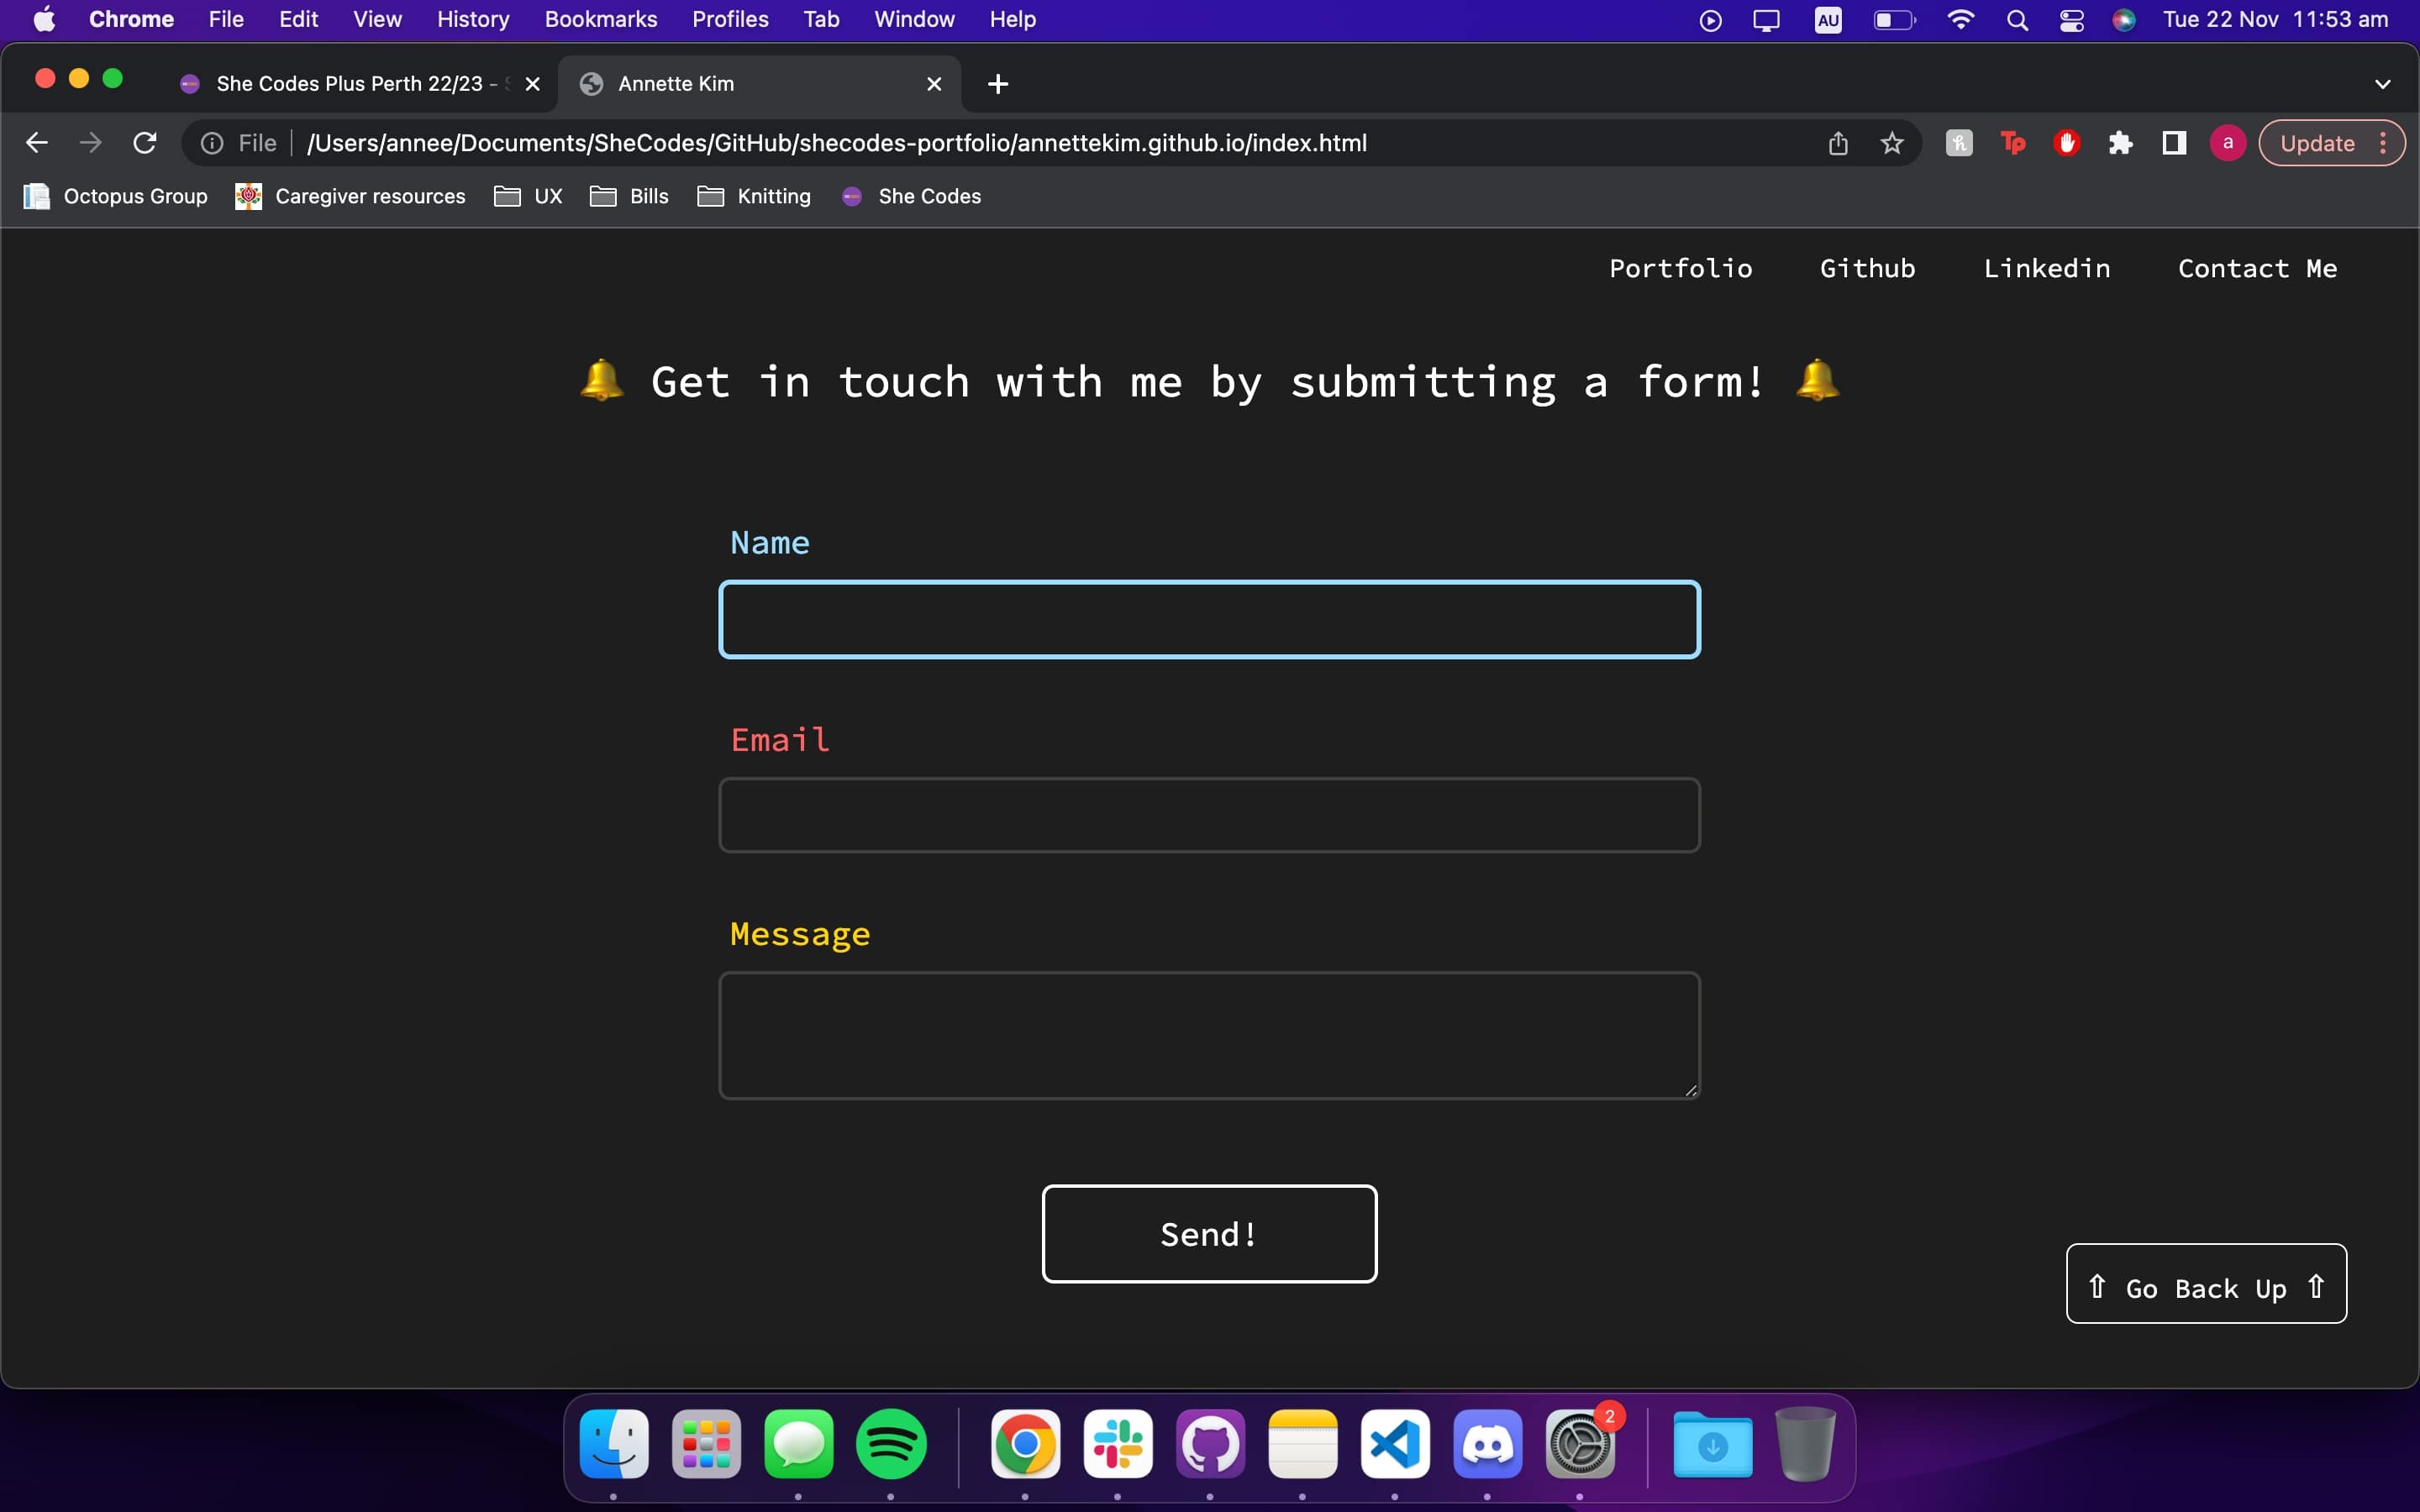 Chrome File Edit View History Bookmarks Profiles Tab Window Help AU Tue 22 Nov 11:53 am
She Codes Plus Perth 22/23 - Annette Kim
File /Users/annee/Documents/SheCodes/GitHub/shecodes-portfolio/annettekim.github.io/index.html Tp a Update
Octopus Group Caregiver resources UX Bills Knitting She Codes
Portfolio Github Linkedin Contact Me
🔔 Get in touch with me by submitting a form! 🔔
Name
Email
Message
Send!
⇧ Go Back Up ⇧
2